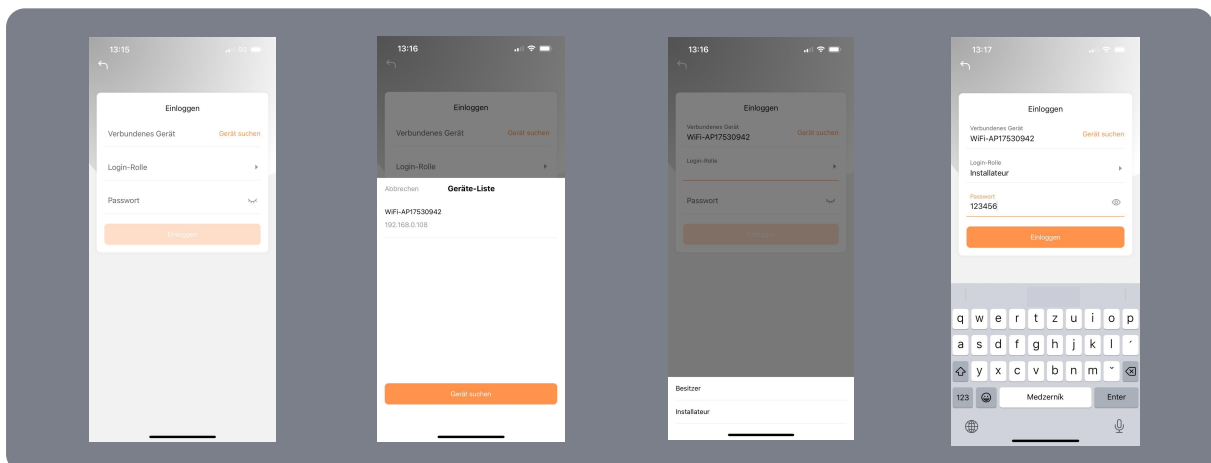 13:15
5G
Einloggen
Verbundenes Gerät
Gerät suchen
Login-Rolle
Passwort
Einloggen
13:16
Einloggen
Verbundenes Gerät
Gerät suchen
Login-Rolle
Abbrechen
Geräte-Liste
WiFi-AP17530942
192.168.0.108
Gerät suchen
13:16
Einloggen
Verbundenes Gerät
WiFi-AP17530942
Gerät suchen
Login-Rolle
Passwort
Einloggen
Besitzer
Installateur
13:17
Einloggen
Verbundenes Gerät
WiFi-AP17530942
Gerät suchen
Login-Rolle
Installateur
Passwort
123456
Einloggen
q w e r t z u i o p
a s d f g h j k l ´
y x c v b n m ˇ
123 Medzerník Enter